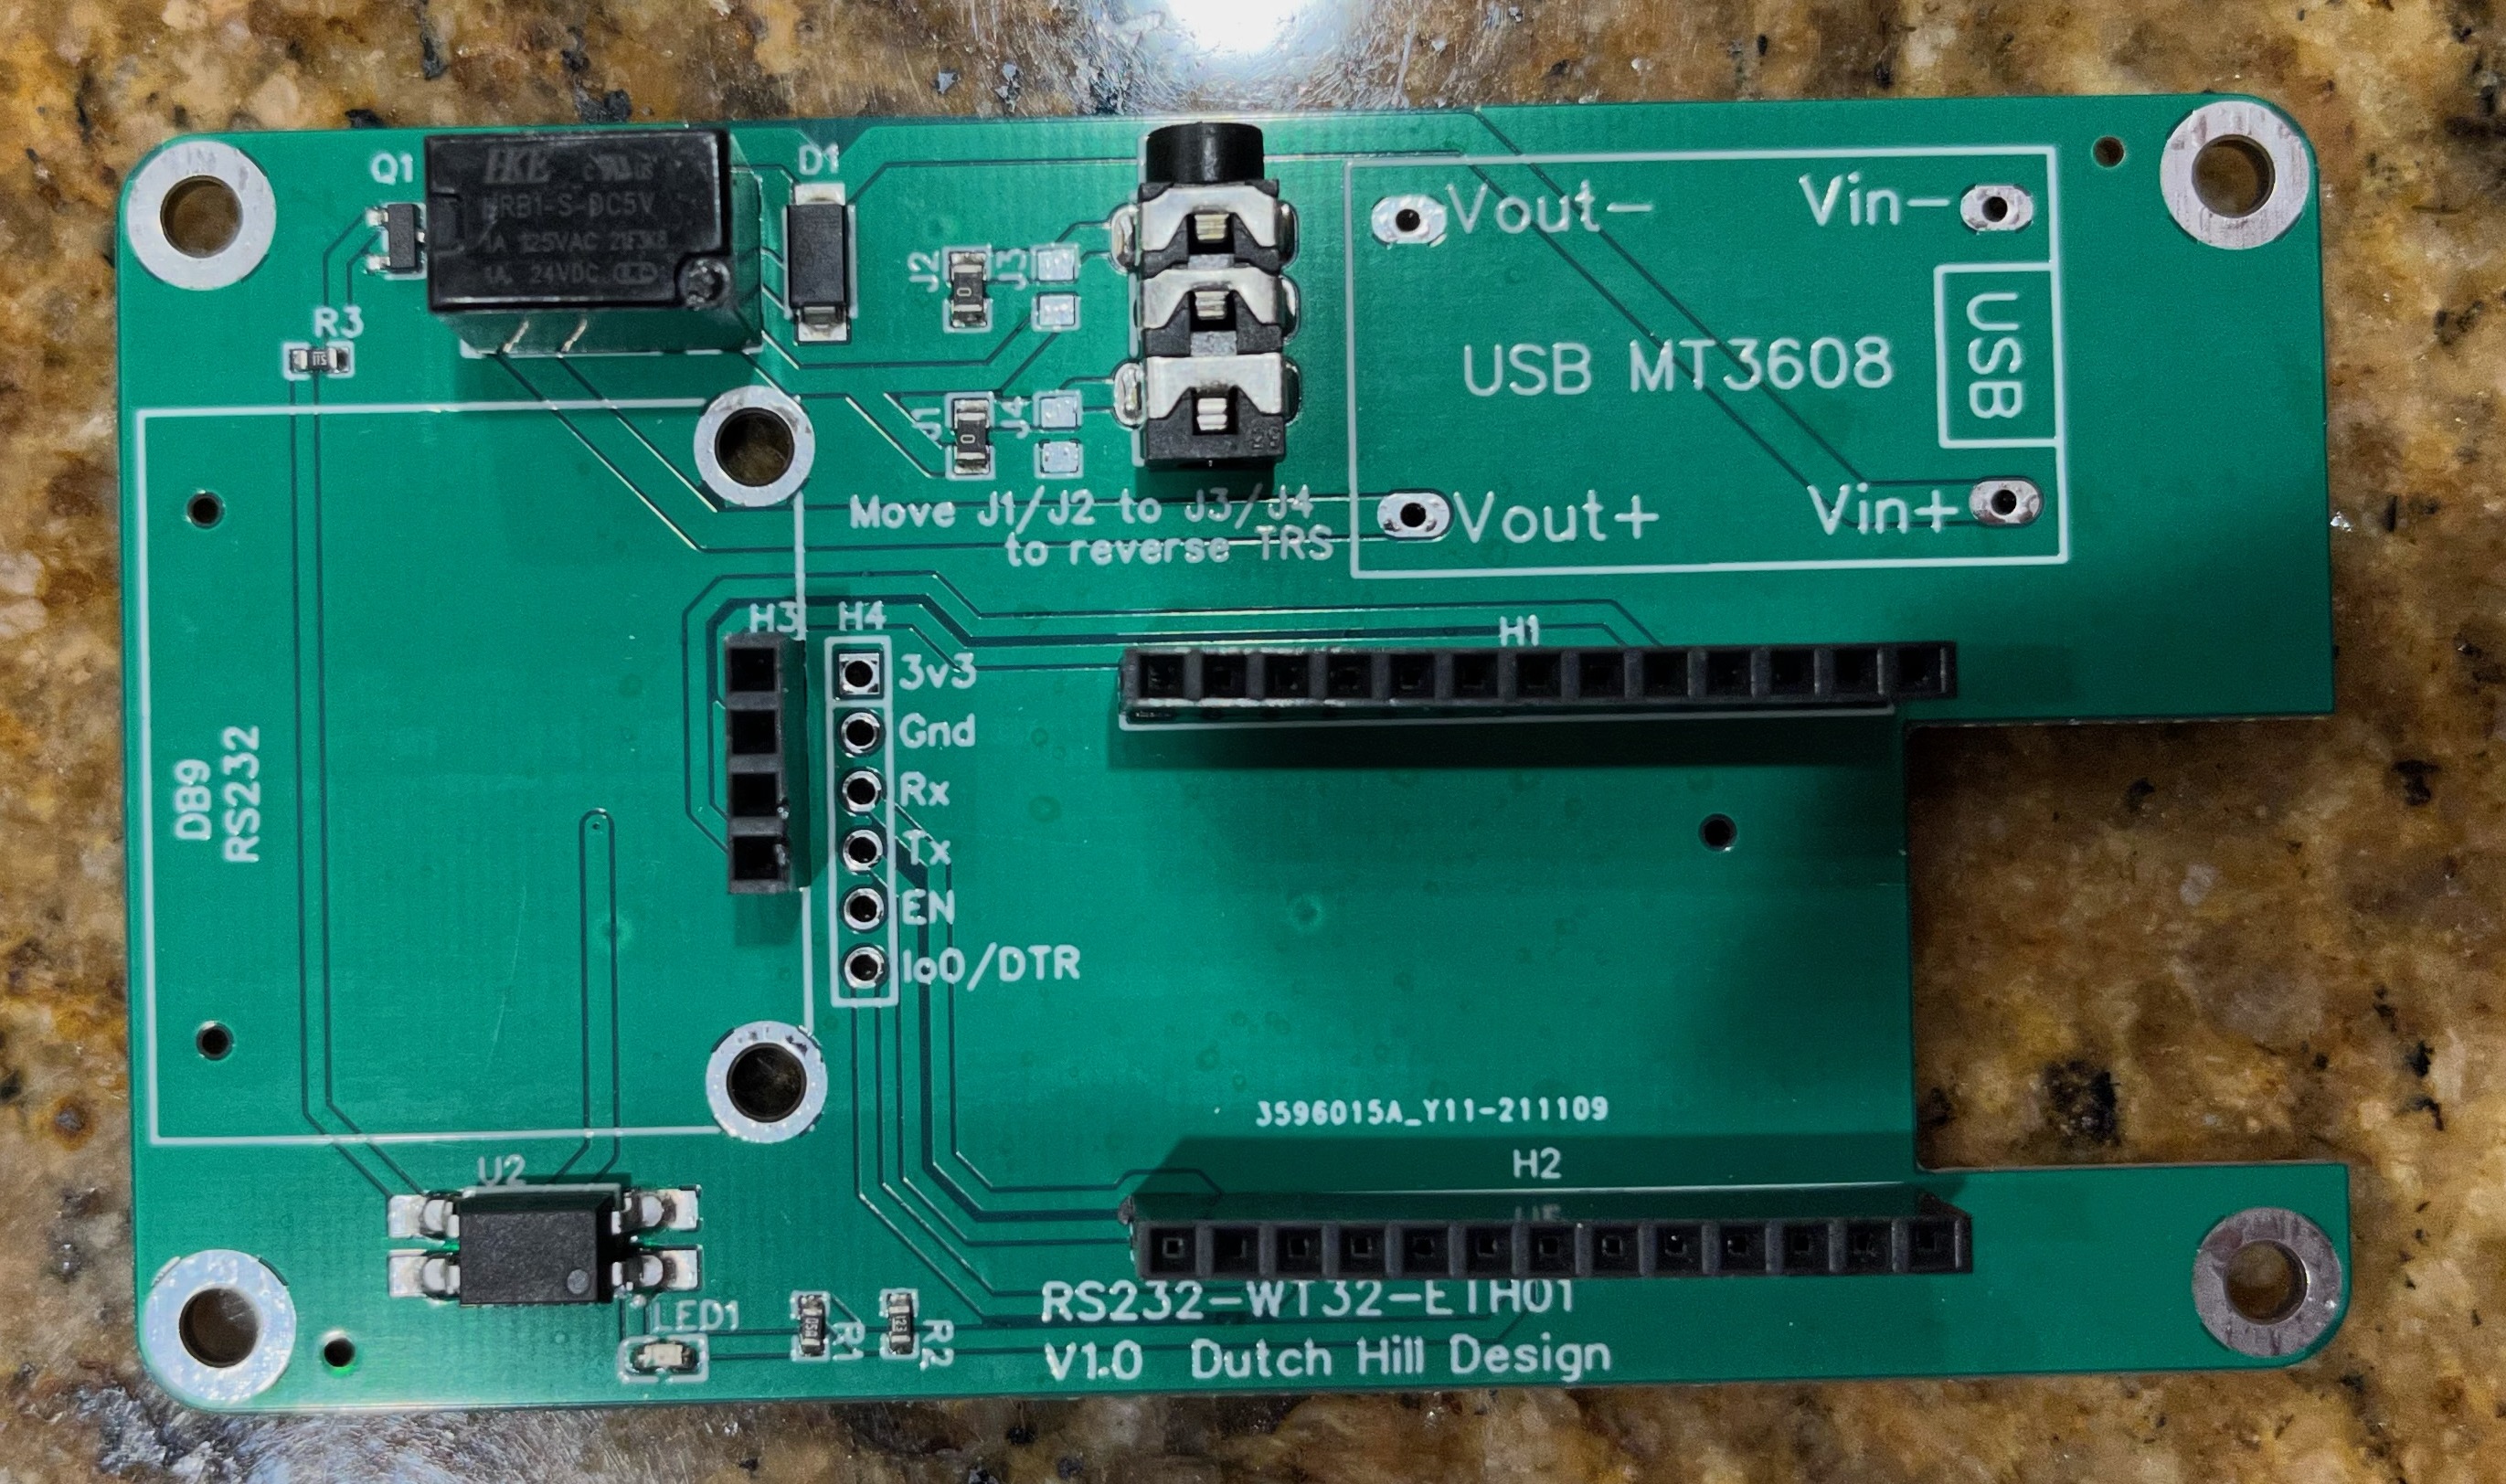 Q1
HKE
HRB1-S-DC5V
1A 125VAC 21F3K8
1A 24VDC
D1
R3
J2
J3
J1
J4
Move J1/J2 to J3/J4
to reverse TRS
Vout-
Vin-
USB MT3608
USB
Vout+
Vin+
H3
H4
H1
3v3
Gnd
Rx
Tx
EN
Io0/DTR
DB9
RS232
3596015A_Y11-211109
H2
U2
LED1
R1
R2
RS232-WT32-ETH01
V1.0 Dutch Hill Design